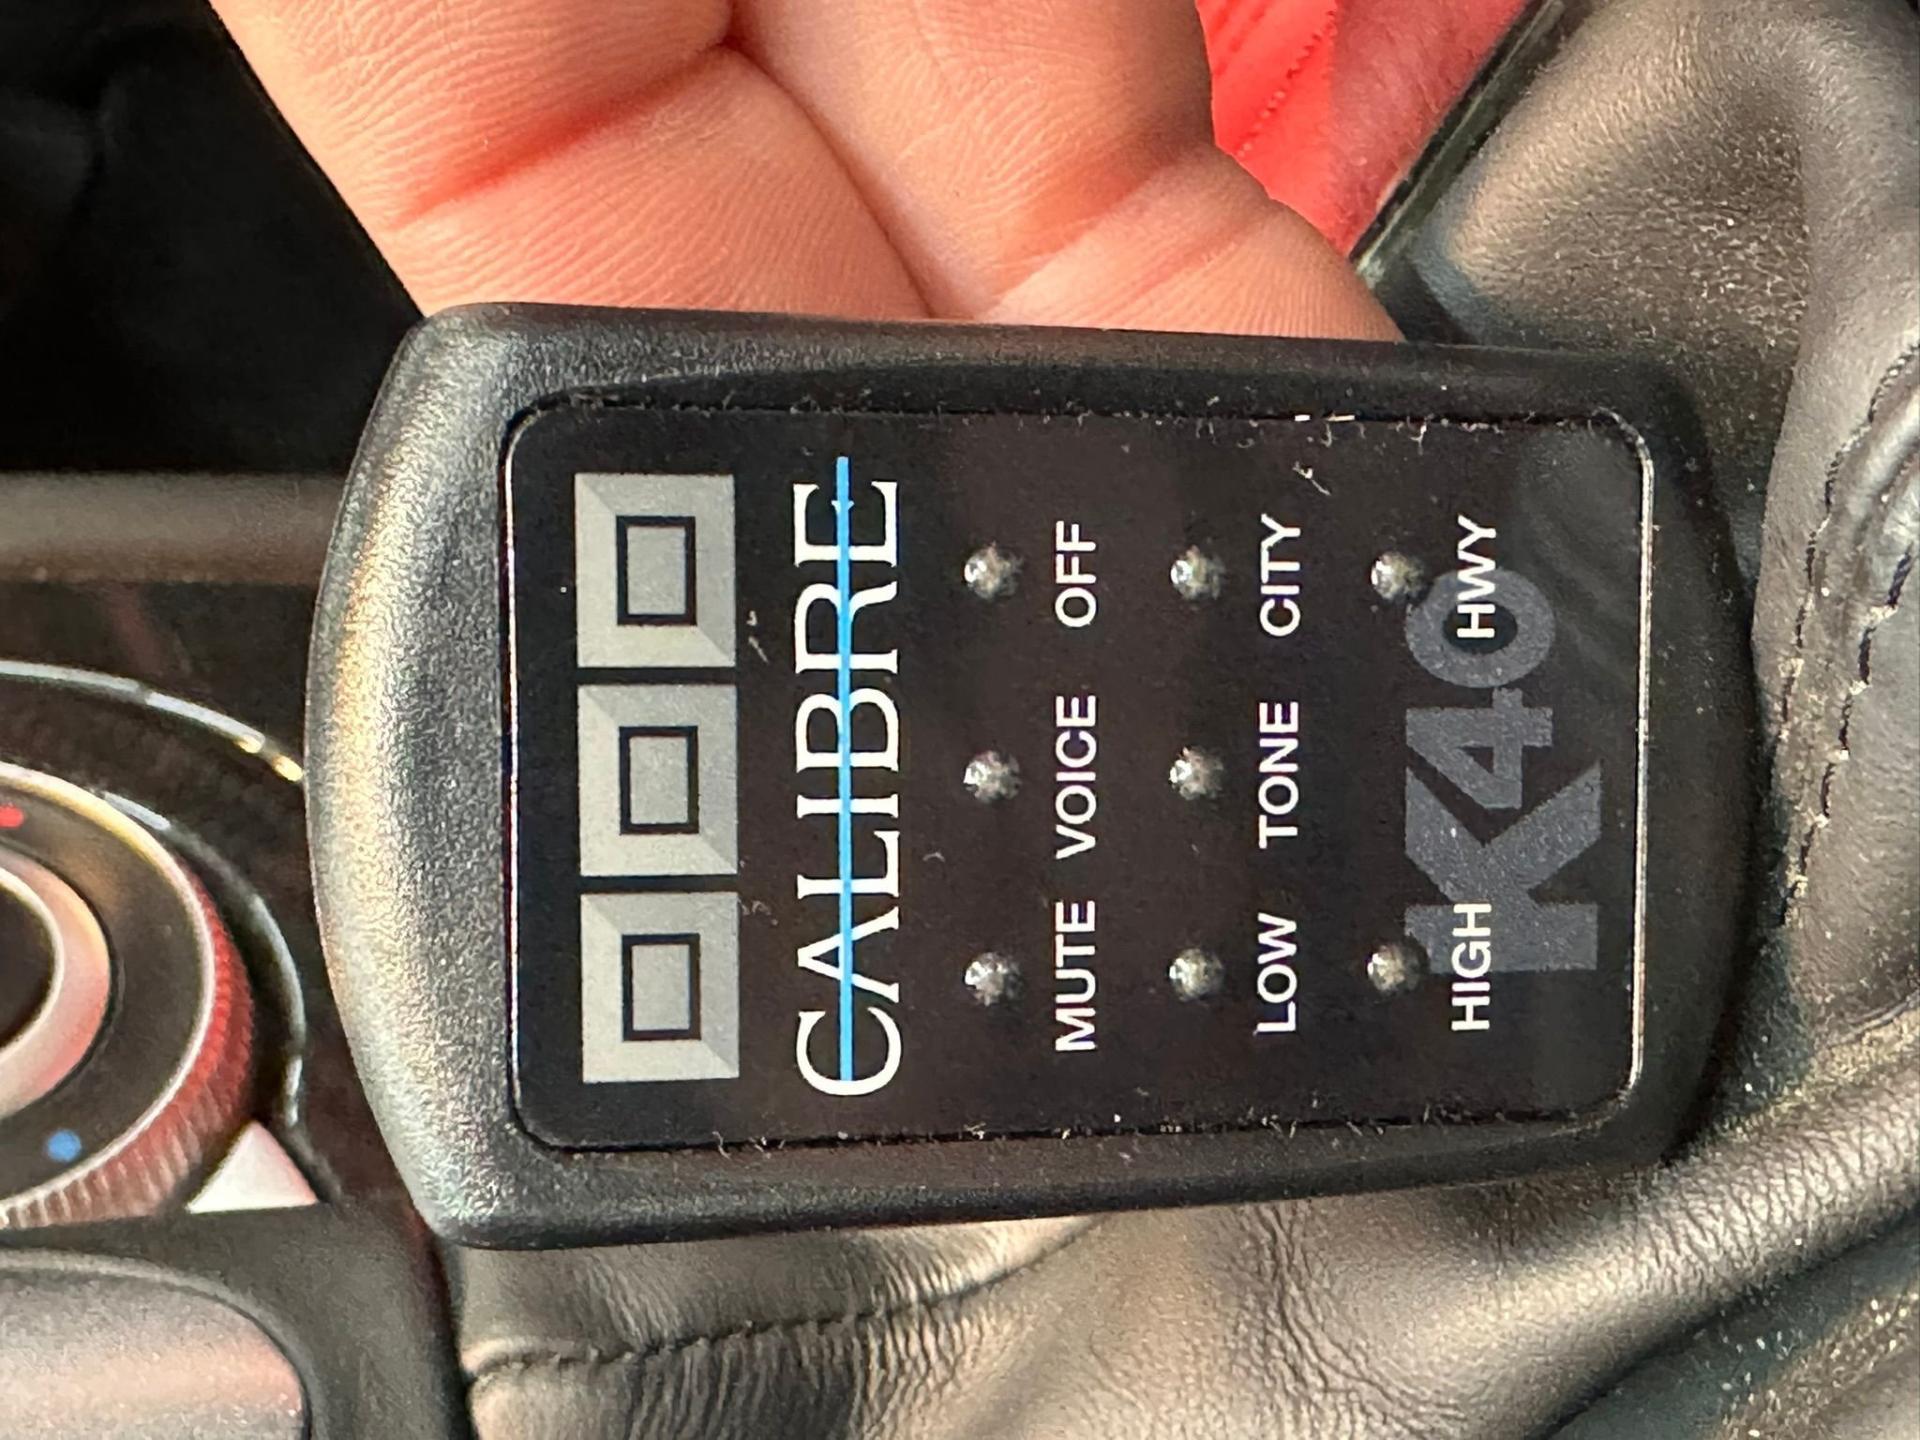 CALIBRE
MUTE VOICE OFF
LOW TONE CITY
HIGH HWY
K40